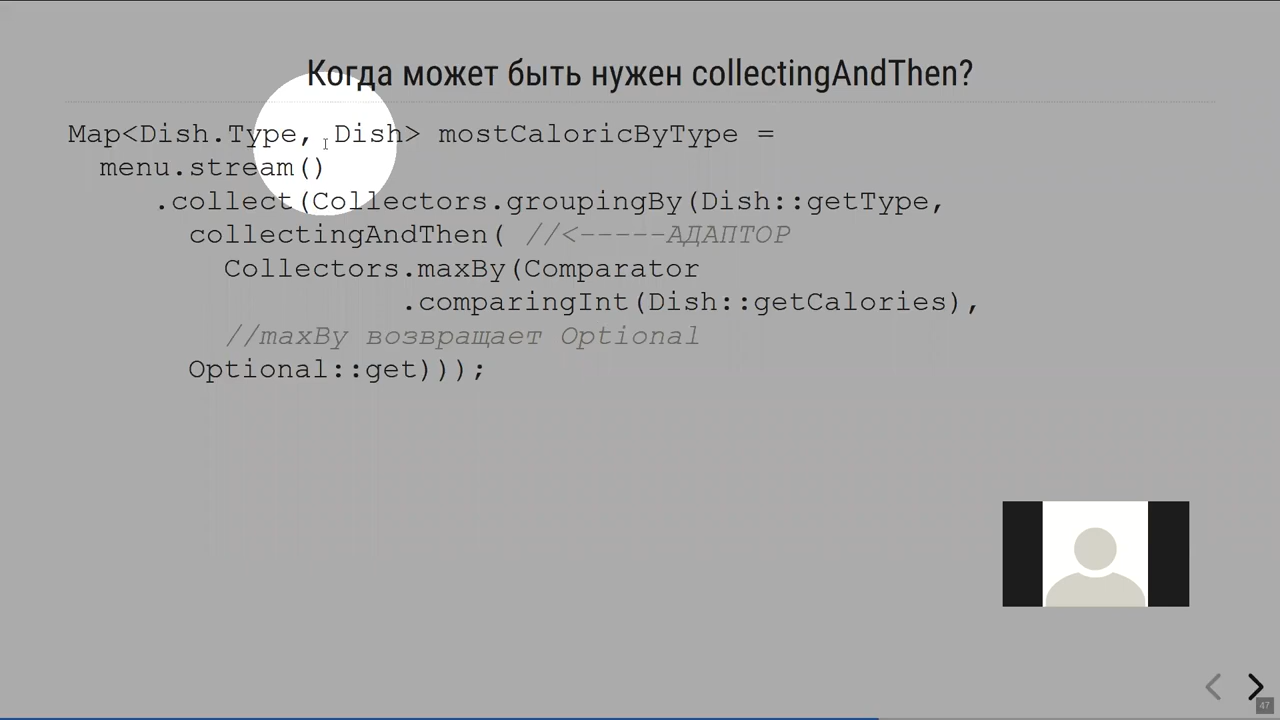 Когда может быть нужен collectingAndThen?
Map<Dish.Type, Dish> mostCaloricByType =
menu.stream()
.collect(Collectors.groupingBy(Dish::getType,
collectingAndThen( //<-----АДАПТОР
Collectors.maxBy(Comparator
.comparingInt(Dish::getCalories),
//maxBy возвращает Optional
Optional::get)));
47